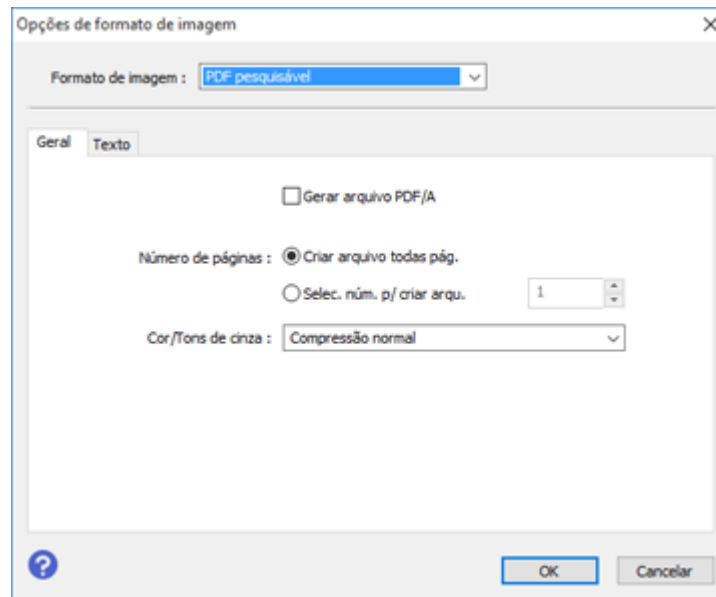 Opções de formato de imagem
Formato de imagem : PDF pesquisável
Geral Texto
Gerar arquivo PDF/A
Número de páginas : Criar arquivo todas pág.
Selec. núm. p/ criar arqu. 1
Cor/Tons de cinza : Compressão normal
? OK Cancelar